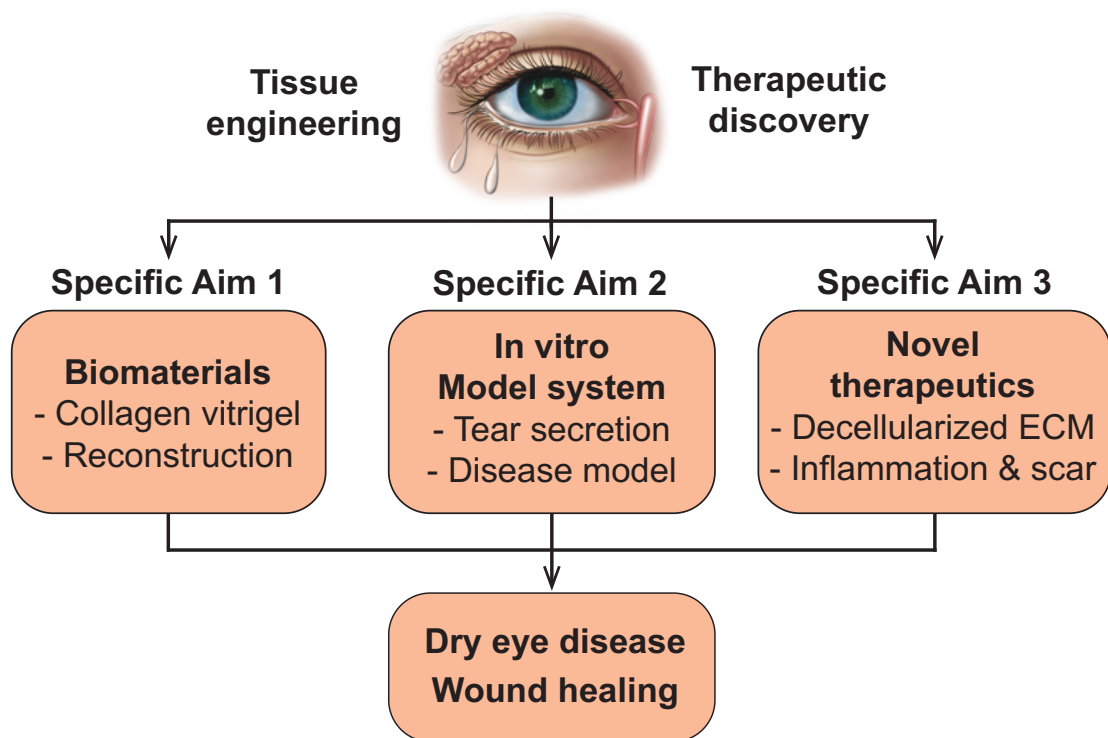 Tissue
engineering
Therapeutic
discovery
Specific Aim 1
Specific Aim 2
Specific Aim 3
Biomaterials
- Collagen vitrigel
- Reconstruction
In vitro
Model system
- Tear secretion
- Disease model
Novel
therapeutics
- Decellularized ECM
- Inflammation & scar
Dry eye disease
Wound healing